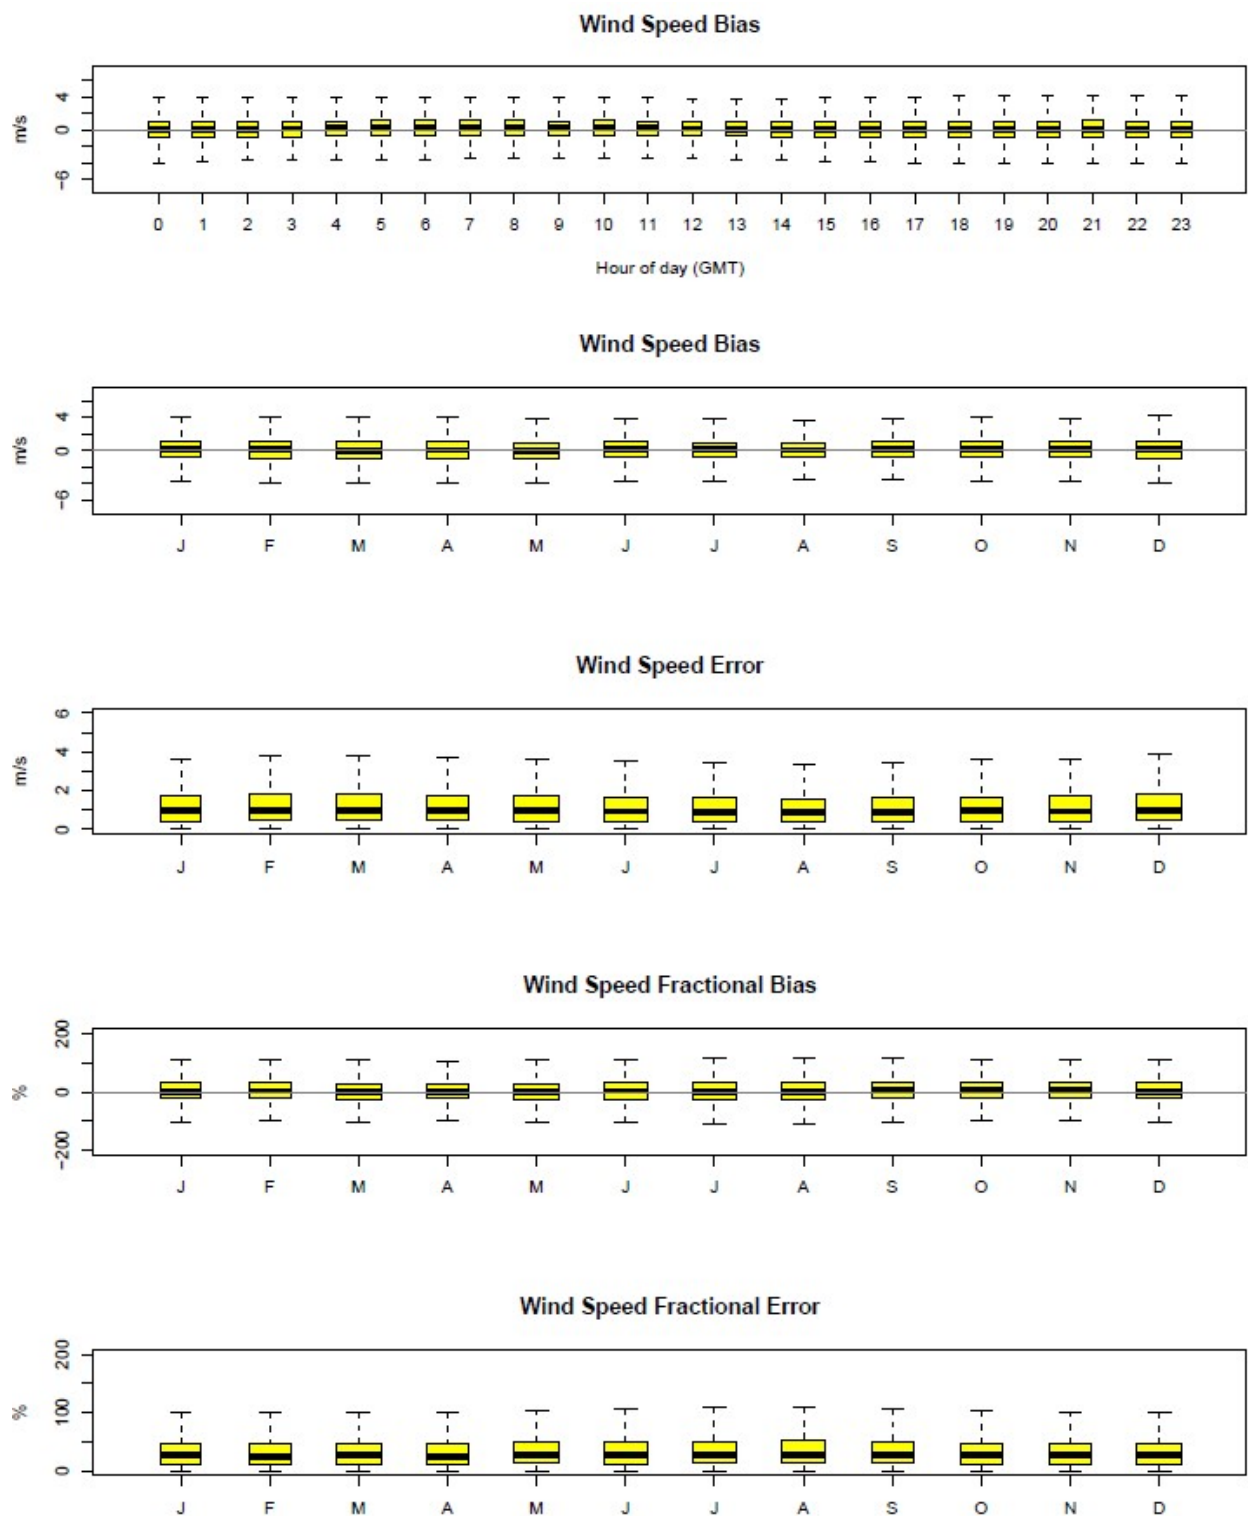 Wind Speed Bias
m/s
4
0
−6
0 1 2 3 4 5 6 7 8 9 10 11 12 13 14 15 16 17 18 19 20 21 22 23
Hour of day (GMT)
Wind Speed Bias
m/s
4
0
−6
J F M A M J J A S O N D
Wind Speed Error
m/s
6
4
2
0
J F M A M J J A S O N D
Wind Speed Fractional Bias
%
200
0
−200
J F M A M J J A S O N D
Wind Speed Fractional Error
%
200
100
0
J F M A M J J A S O N D